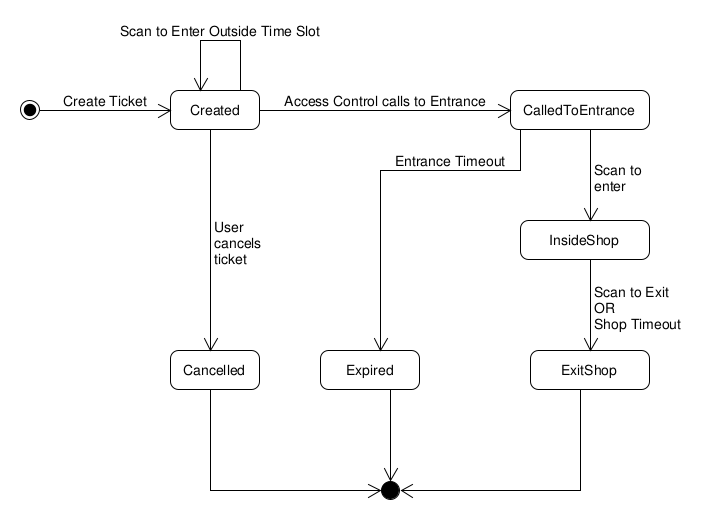 Scan to Enter Outside Time Slot
Create Ticket
Created
Access Control calls to Entrance
CalledToEntrance
Entrance Timeout
Scan to
enter
User
cancels
ticket
InsideShop
Scan to Exit
OR
Shop Timeout
Cancelled
Expired
ExitShop